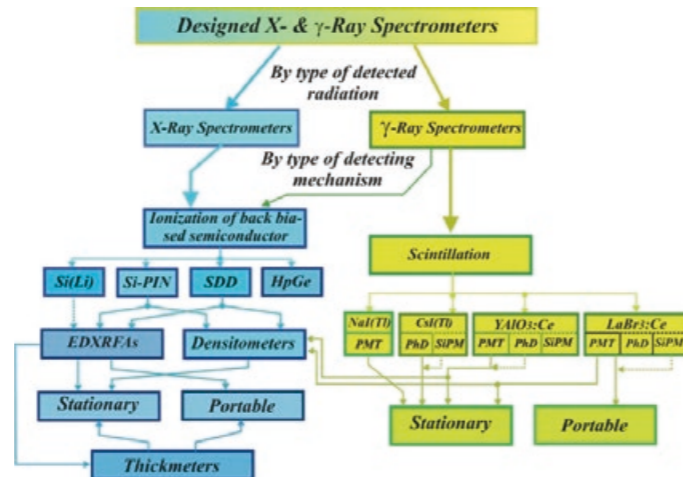 Designed X- & γ-Ray Spectrometers
By type of detected
radiation
X-Ray Spectrometers
γ-Ray Spectrometers
By type of detecting
mechanism
Ionization of back bia-
sed semiconductor
Scintillation
Si(Li)
Si-PIN
SDD
HpGe
NaI(Tl)
CsI(Tl)
YAlO3:Ce
LaBr3:Ce
PMT
PhD
SiPM
PMT
PhD
SiPM
PMT
PhD
SiPM
EDXRFAs
Densitometers
Stationary
Portable
Stationary
Portable
Thickmeters